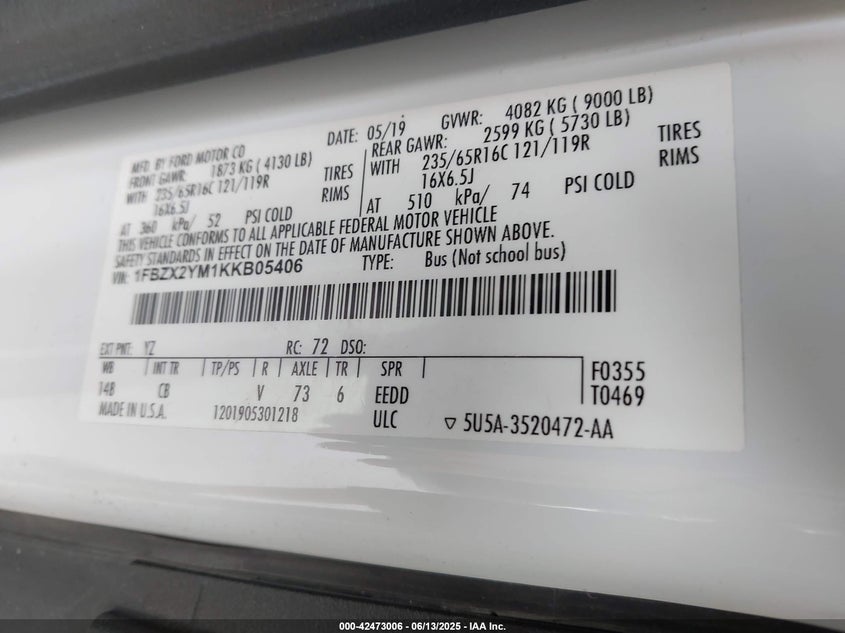 MFD. BY FORD MOTOR CO DATE: 05/19 GVWR: 4082 KG ( 9000 LB)
FRONT GAWR: 1873 KG ( 4130 LB) REAR GAWR: 2599 KG ( 5730 LB)
WITH 235/65R16C 121/119R TIRES WITH 235/65R16C 121/119R TIRES
16X6.5J RIMS 16X6.5J RIMS
AT 360 kPa/ 52 PSI COLD AT 510 kPa/ 74 PSI COLD
THIS VEHICLE CONFORMS TO ALL APPLICABLE FEDERAL MOTOR VEHICLE
SAFETY STANDARDS IN EFFECT ON THE DATE OF MANUFACTURE SHOWN ABOVE.
VIN: 1FBZX2YM1KKB05406 TYPE: Bus (Not school bus)
EXT PNT: YZ RC: 72 DSO:
WB INT TR TP/PS R AXLE TR SPR F0355
148 CB V 73 6 EEDD T0469
MADE IN U.S.A. 1201905301218 ULC ▽ 5U5A-3520472-AA
000-42473006 - 06/13/2025 - IAA Inc.